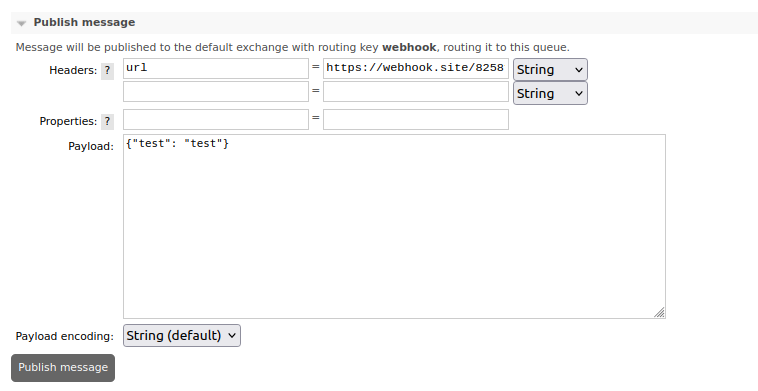 Publish message
Message will be published to the default exchange with routing key webhook, routing it to this queue.
Headers: ? url = https://webhook.site/8258 String
= String
Properties: ? =
Payload: {"test": "test"}
Payload encoding: String (default)
Publish message